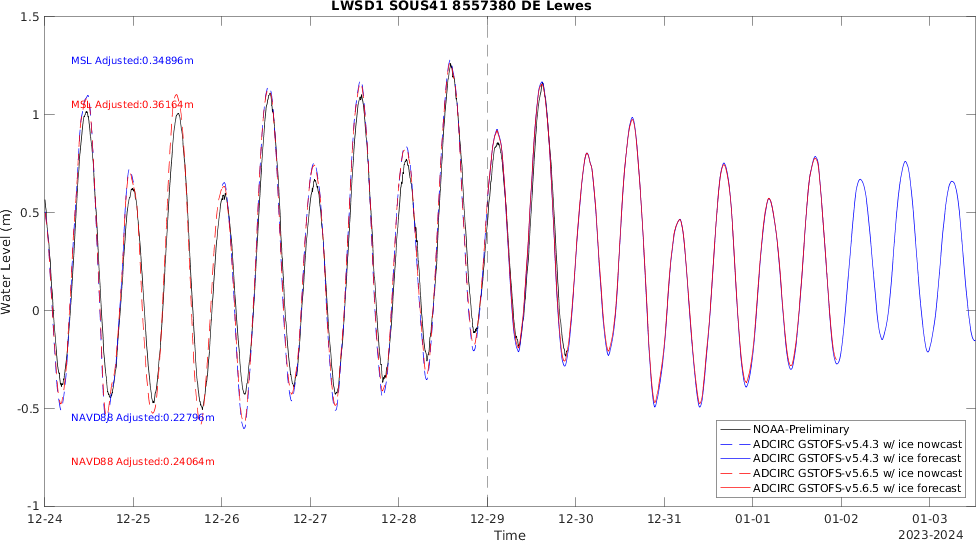 LWSD1 SOUS41 8557380 DE Lewes
1.5
1
0.5
0
-0.5
-1
Water Level (m)
MSL Adjusted:0.34896m
MSL Adjusted:0.36164m
NAVD88 Adjusted:0.22796m
NAVD88 Adjusted:0.24064m
NOAA-Preliminary
ADCIRC GSTOFS-v5.4.3 w/ ice nowcast
ADCIRC GSTOFS-v5.4.3 w/ ice forecast
ADCIRC GSTOFS-v5.6.5 w/ ice nowcast
ADCIRC GSTOFS-v5.6.5 w/ ice forecast
12-24 12-25 12-26 12-27 12-28 12-29 12-30 12-31 01-01 01-02 01-03
Time
2023-2024